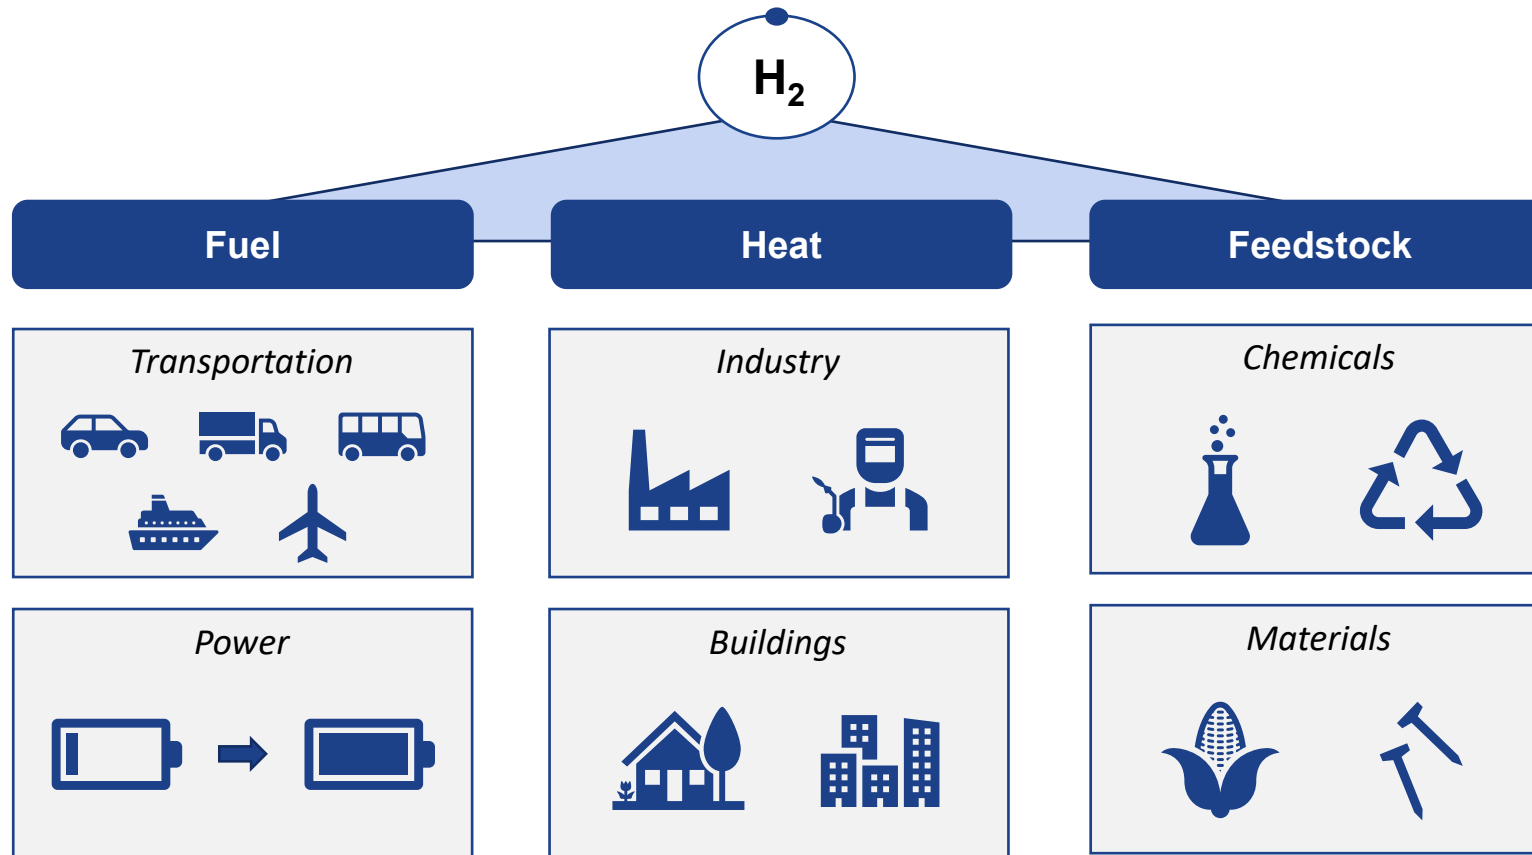 H₂
Fuel
Heat
Feedstock
Transportation
Industry
Chemicals
Power
Buildings
Materials